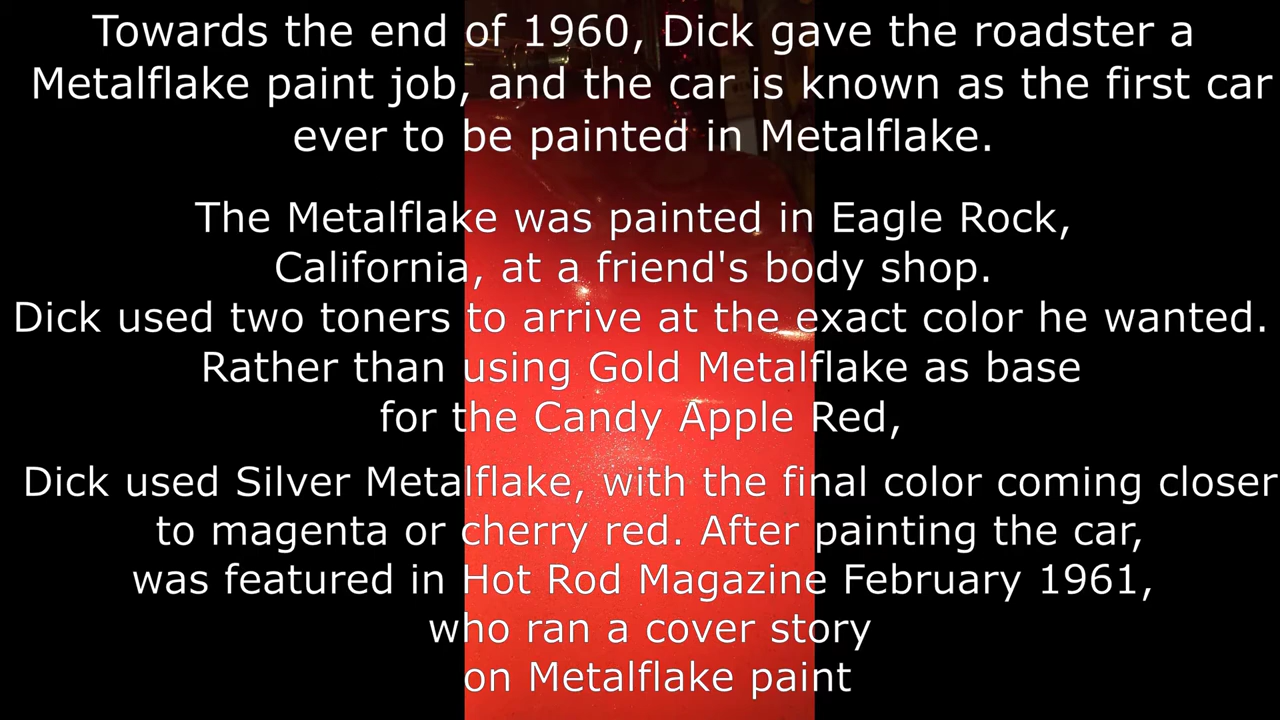 Towards the end of 1960, Dick gave the roadster a
Metalflake paint job, and the car is known as the first car
ever to be painted in Metalflake.
The Metalflake was painted in Eagle Rock,
California, at a friend's body shop.
Dick used two toners to arrive at the exact color he wanted.
Rather than using Gold Metalflake as base
for the Candy Apple Red,
Dick used Silver Metalflake, with the final color coming closer
to magenta or cherry red. After painting the car,
was featured in Hot Rod Magazine February 1961,
who ran a cover story
on Metalflake paint